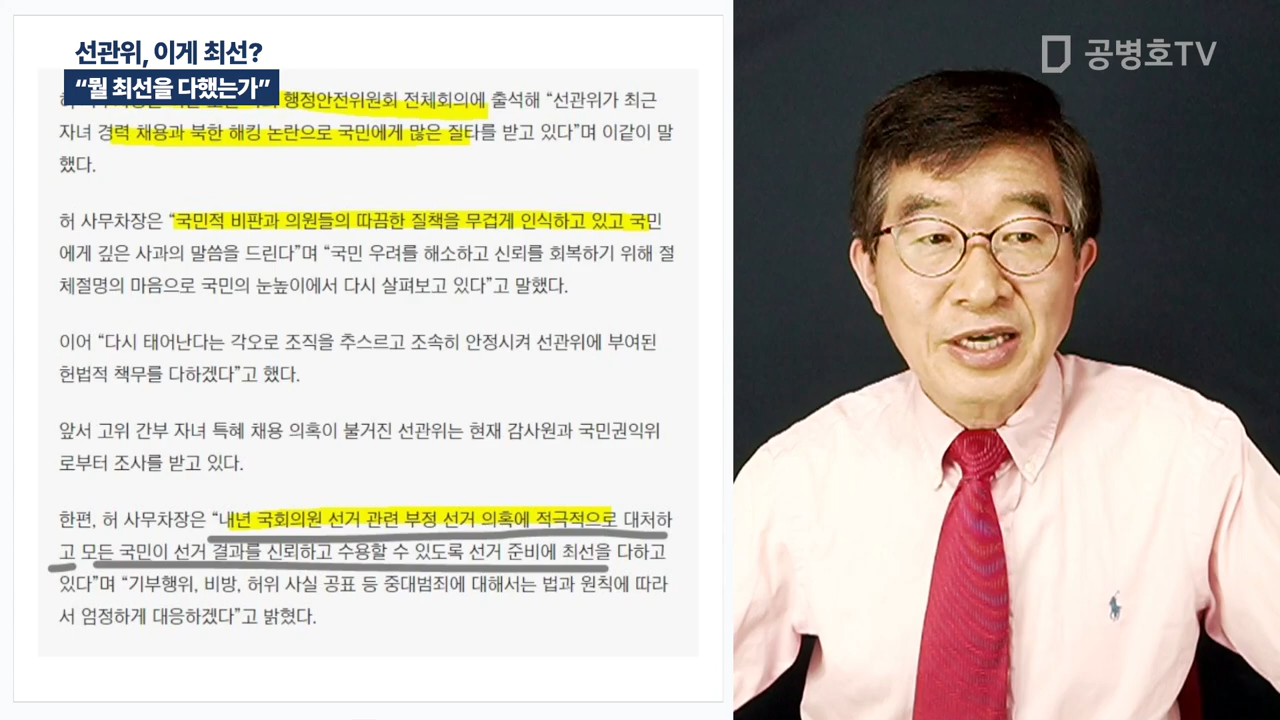 선관위, 이게 최선?
“뭘 최선을 다했는가”
공병호TV
행정안전위원회 전체회의에 출석해 “선관위가 최근
자녀 경력 채용과 북한 해킹 논란으로 국민에게 많은 질타를 받고 있다”며 이같이 말
했다.
허 사무차장은 “국민적 비판과 의원들의 따끔한 질책을 무겁게 인식하고 있고 국민
에게 깊은 사과의 말씀을 드린다”며 “국민 우려를 해소하고 신뢰를 회복하기 위해 절
체절명의 마음으로 국민의 눈높이에서 다시 살펴보고 있다”고 말했다.
이어 “다시 태어난다는 각오로 조직을 추스르고 조속히 안정시켜 선관위에 부여된
헌법적 책무를 다하겠다”고 했다.
앞서 고위 간부 자녀 특혜 채용 의혹이 불거진 선관위는 현재 감사원과 국민권익위
로부터 조사를 받고 있다.
한편, 허 사무차장은 “내년 국회의원 선거 관련 부정 선거 의혹에 적극적으로 대처하
고 모든 국민이 선거 결과를 신뢰하고 수용할 수 있도록 선거 준비에 최선을 다하고
있다”며 “기부행위, 비방, 허위 사실 공표 등 중대범죄에 대해서는 법과 원칙에 따라
서 엄정하게 대응하겠다”고 밝혔다.